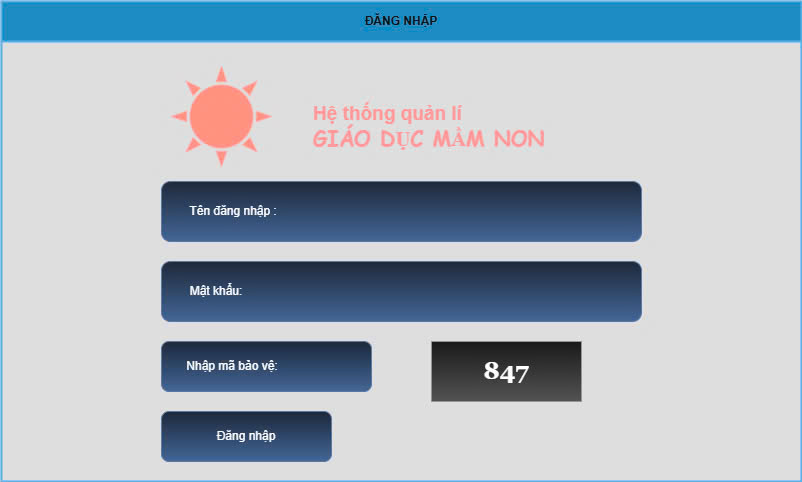 ĐĂNG NHẬP
Hệ thống quản lí
GIÁO DỤC MẦM NON
Tên đăng nhập :
Mật khẩu:
Nhập mã bảo vệ:
847
Đăng nhập